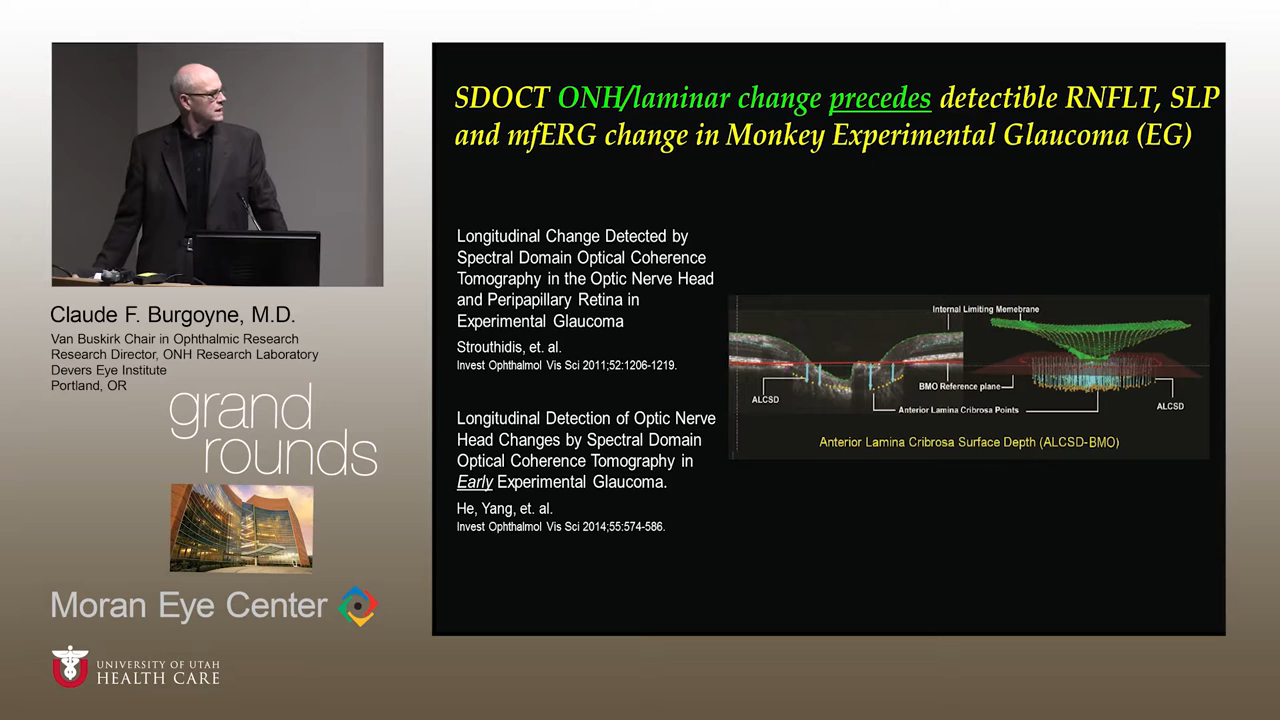 SDOCT ONH/laminar change precedes detectible RNFLT, SLP
and mfERG change in Monkey Experimental Glaucoma (EG)
Longitudinal Change Detected by
Spectral Domain Optical Coherence
Tomography in the Optic Nerve Head
and Peripapillary Retina in
Experimental Glaucoma
Strouthidis, et. al.
Invest Ophthalmol Vis Sci 2011;52:1206-1219.
Longitudinal Detection of Optic Nerve
Head Changes by Spectral Domain
Optical Coherence Tomography in
Early Experimental Glaucoma.
He, Yang, et. al.
Invest Ophthalmol Vis Sci 2014;55:574-586.
Internal Limiting Memebrane
BMO Reference plane
ALCSD
Anterior Lamina Cribrosa Points
ALCSD
Anterior Lamina Cribrosa Surface Depth (ALCSD-BMO)
Claude F. Burgoyne, M.D.
Van Buskirk Chair in Ophthalmic Research
Research Director, ONH Research Laboratory
Devers Eye Institute
Portland, OR
grand
rounds
Moran Eye Center
U
UNIVERSITY OF UTAH
HEALTH CARE